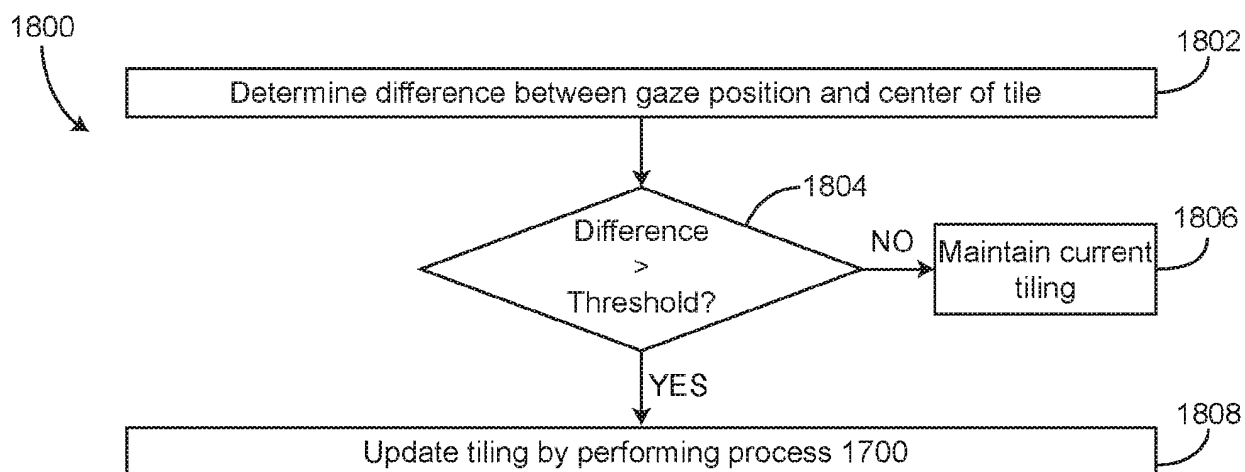 1800
1802
Determine difference between gaze position and center of tile
1804
Difference
>
Threshold?
NO
1806
Maintain current
tiling
YES
1808
Update tiling by performing process 1700